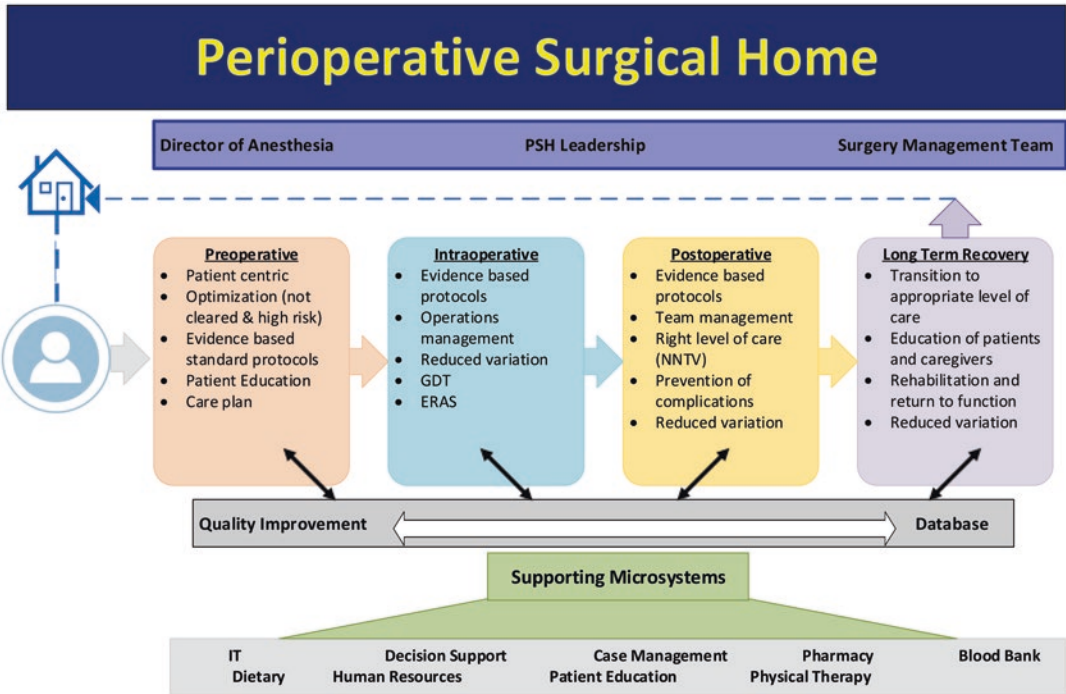 Perioperative Surgical Home
Director of Anesthesia PSH Leadership Surgery Management Team
Preoperative
• Patient centric
• Optimization (not
cleared & high risk)
• Evidence based
standard protocols
• Patient Education
• Care plan
Intraoperative
• Evidence based
protocols
• Operations
management
• Reduced variation
• GDT
• ERAS
Postoperative
• Evidence based
protocols
• Team management
• Right level of care
(NNTV)
• Prevention of
complications
• Reduced variation
Long Term Recovery
• Transition to
appropriate level of
care
• Education of patients
and caregivers
• Rehabilitation and
return to function
• Reduced variation
Quality Improvement Database
Supporting Microsystems
IT Decision Support Case Management Pharmacy Blood Bank
Dietary Human Resources Patient Education Physical Therapy